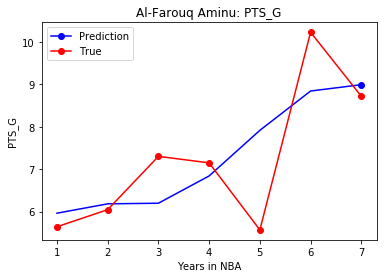 Al-Farouq Aminu: PTS_G
Prediction
True
PTS_G
10
9
8
7
6
1 2 3 4 5 6 7
Years in NBA